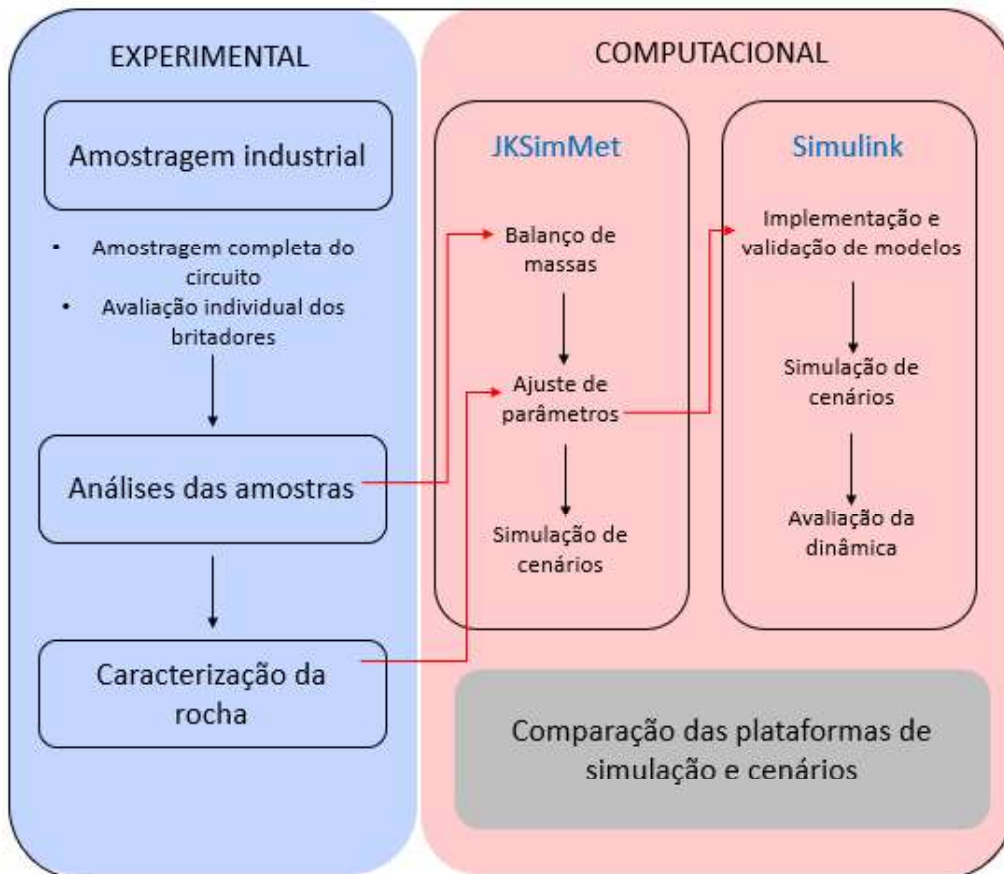 EXPERIMENTAL
Amostragem industrial
• Amostragem completa do
circuito
• Avaliação individual dos
britadores
Análises das amostras
Caracterização da
rocha
COMPUTACIONAL
JKSimMet
Balanço de
massas
Ajuste de
parâmetros
Simulação de
cenários
Simulink
Implementação e
validação de modelos
Simulação de
cenários
Avaliação da
dinâmica
Comparação das plataformas de
simulação e cenários